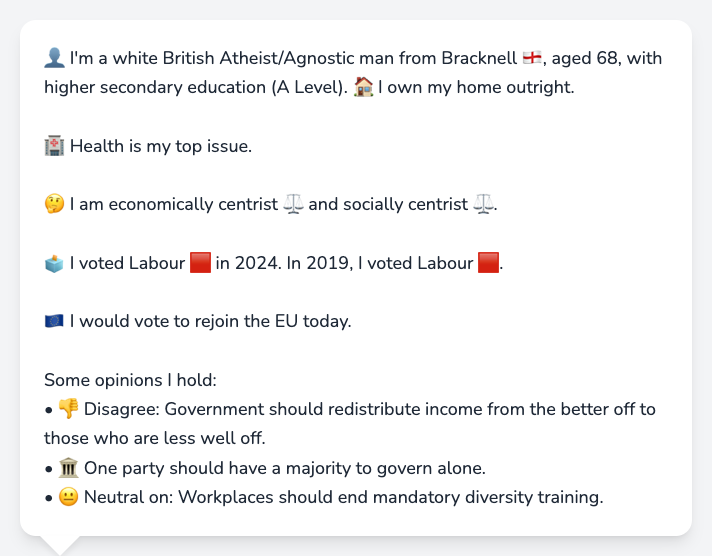 👤 I'm a white British Atheist/Agnostic man from Bracknell 🏴󠁧󠁢󠁥󠁮󠁧󠁿, aged 68, with
higher secondary education (A Level). 🏠 I own my home outright.
🏥 Health is my top issue.
🤔 I am economically centrist ⚖️ and socially centrist ⚖️.
🗳️ I voted Labour 🟥 in 2024. In 2019, I voted Labour 🟥.
🇪🇺 I would vote to rejoin the EU today.
Some opinions I hold:
• 👎 Disagree: Government should redistribute income from the better off to
those who are less well off.
• 🏛️ One party should have a majority to govern alone.
• 😐 Neutral on: Workplaces should end mandatory diversity training.